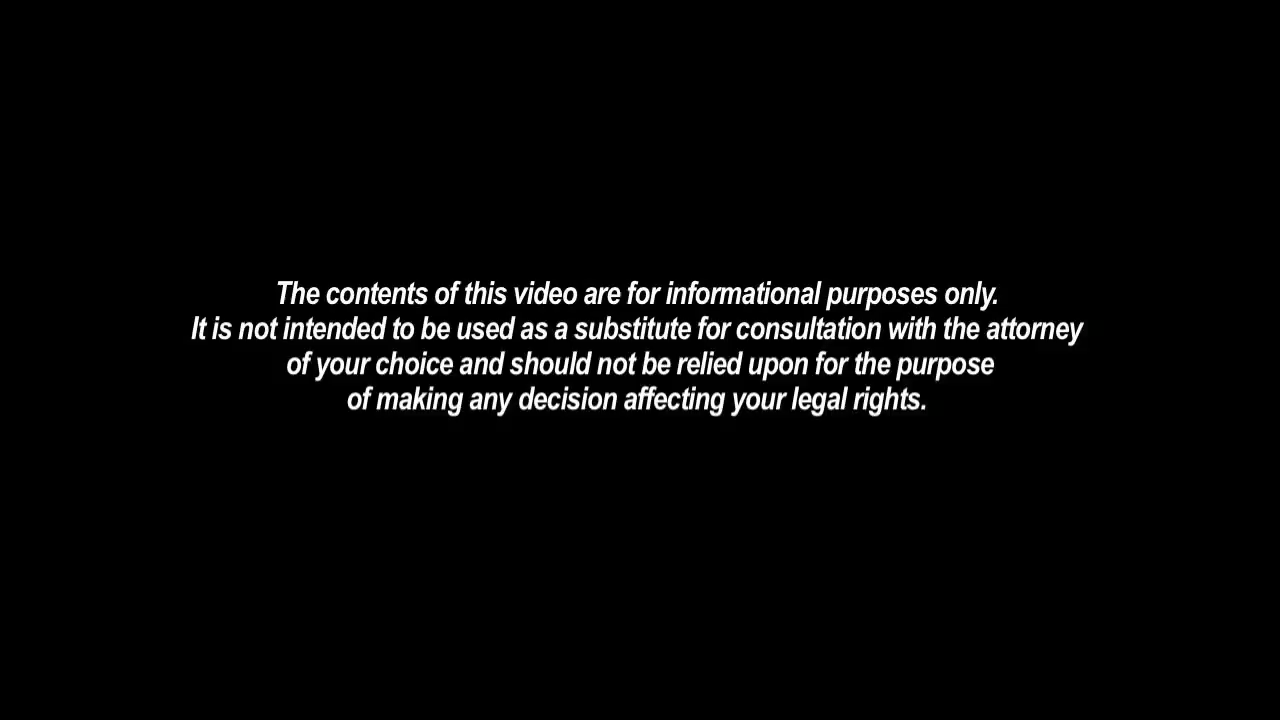 The contents of this video are for informational purposes only.
It is not intended to be used as a substitute for consultation with the attorney
of your choice and should not be relied upon for the purpose
of making any decision affecting your legal rights.